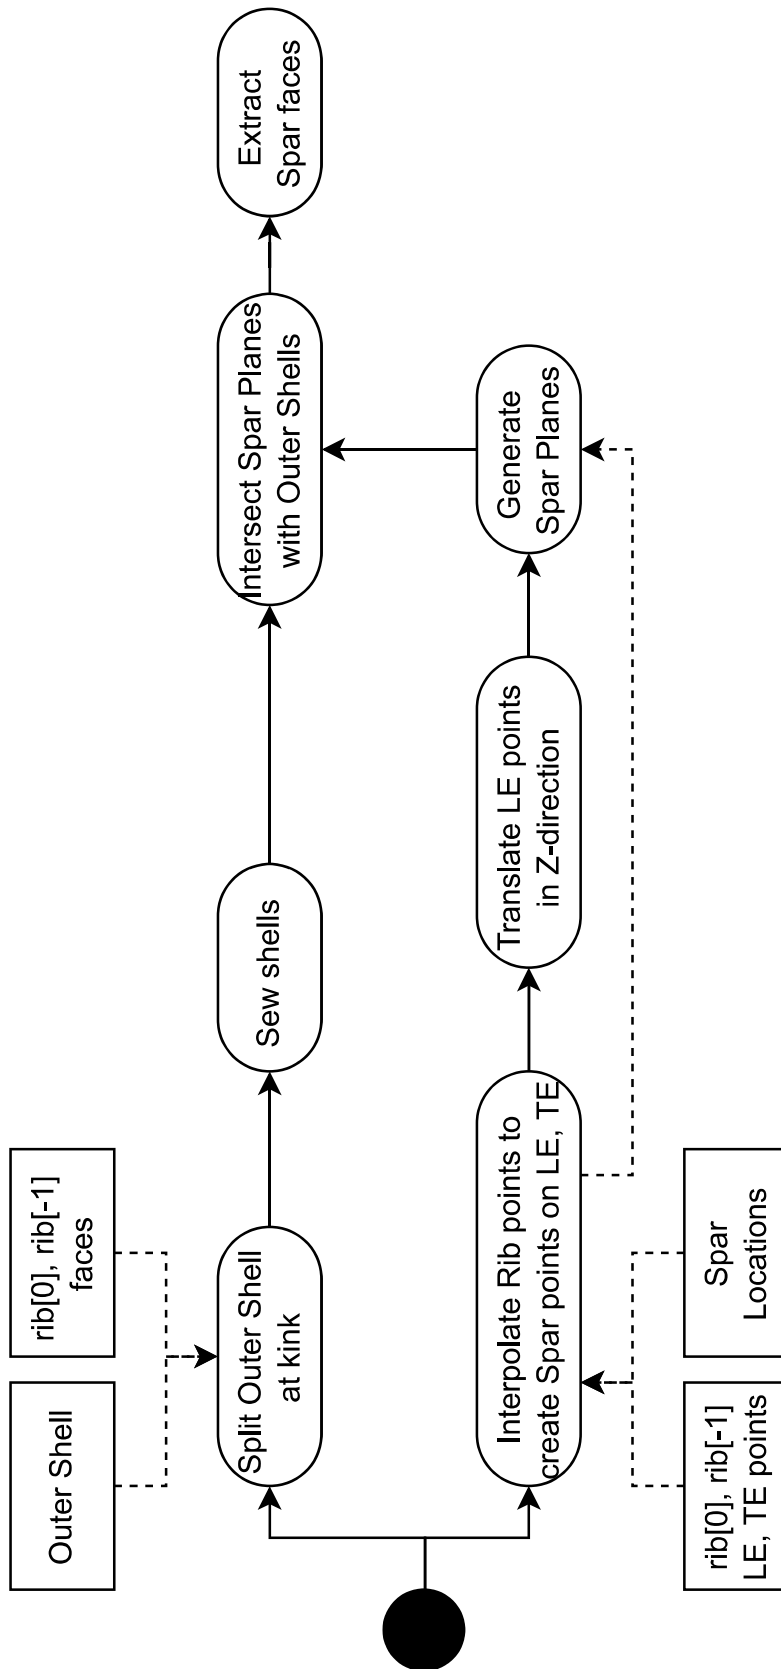 Outer Shell
rib[0], rib[-1]
faces
Split Outer Shell
at kink
Sew shells
Intersect Spar Planes
with Outer Shells
Extract
Spar faces
Interpolate Rib points to
create Spar points on LE, TE
Translate LE points
in Z-direction
Generate
Spar Planes
rib[0], rib[-1]
LE, TE points
Spar
Locations